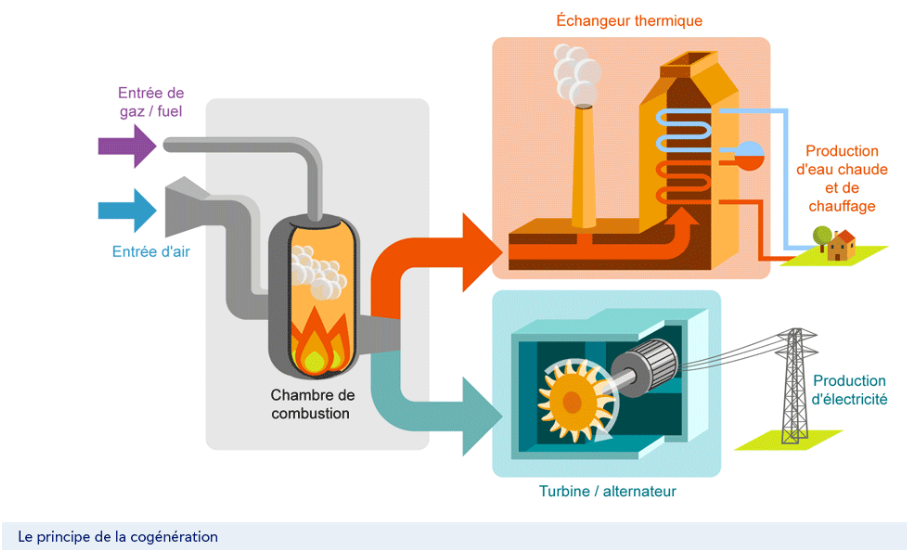 Échangeur thermique
Entrée de
gaz / fuel
Production
d'eau chaude
et de
chauffage
Entrée d'air
Chambre de
combustion
Production
d'électricité
Turbine / alternateur
Le principe de la cogénération